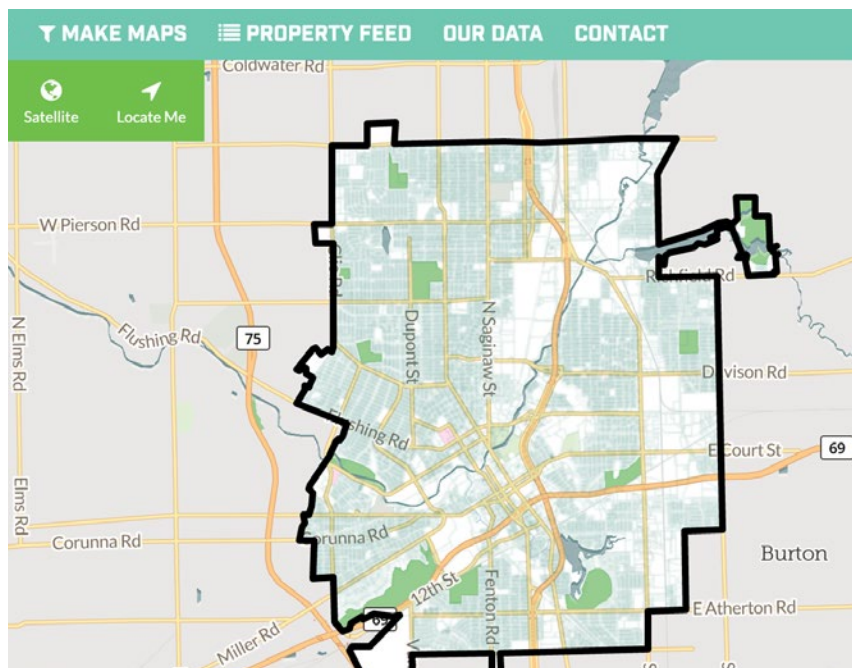 MAKE MAPS PROPERTY FEED OUR DATA CONTACT
Coldwater Rd
Satellite Locate Me
W Pierson Rd
Richfield Rd
N Elms Rd
Flushing Rd
75
Dupont St
N Saginaw St
Davison Rd
Flushing Rd
E Court St
69
Elms Rd
Corunna Rd
Corunna Rd
Burton
12th St
Fenton Rd
E Atherton Rd
69
Miller Rd